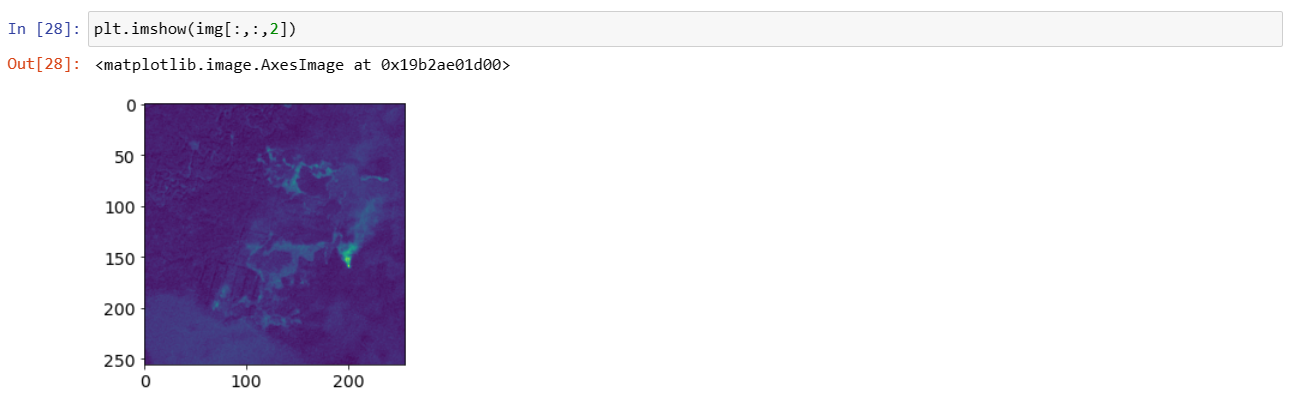 In [28]: plt.imshow(img[:,:,2])
Out[28]: <matplotlib.image.AxesImage at 0x19b2ae01d00>
0
50
100
150
200
250
0 100 200